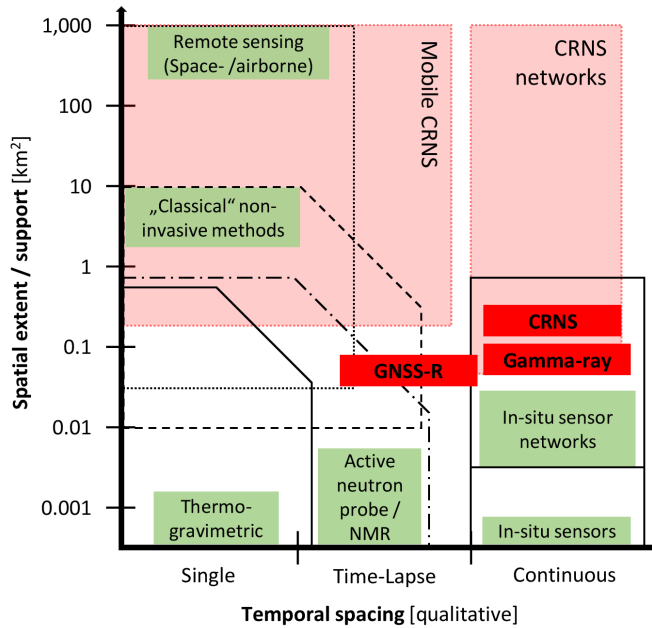 1,000
100
10
1
0.1
0.01
0.001
Spatial extent / support [km²]
Remote sensing
(Space- /airborne)
Mobile CRNS
CRNS
networks
„Classical“ non-
invasive methods
CRNS
Gamma-ray
GNSS-R
In-situ sensor
networks
Active
neutron
probe /
NMR
Thermo-
gravimetric
In-situ sensors
Single
Time-Lapse
Continuous
Temporal spacing [qualitative]